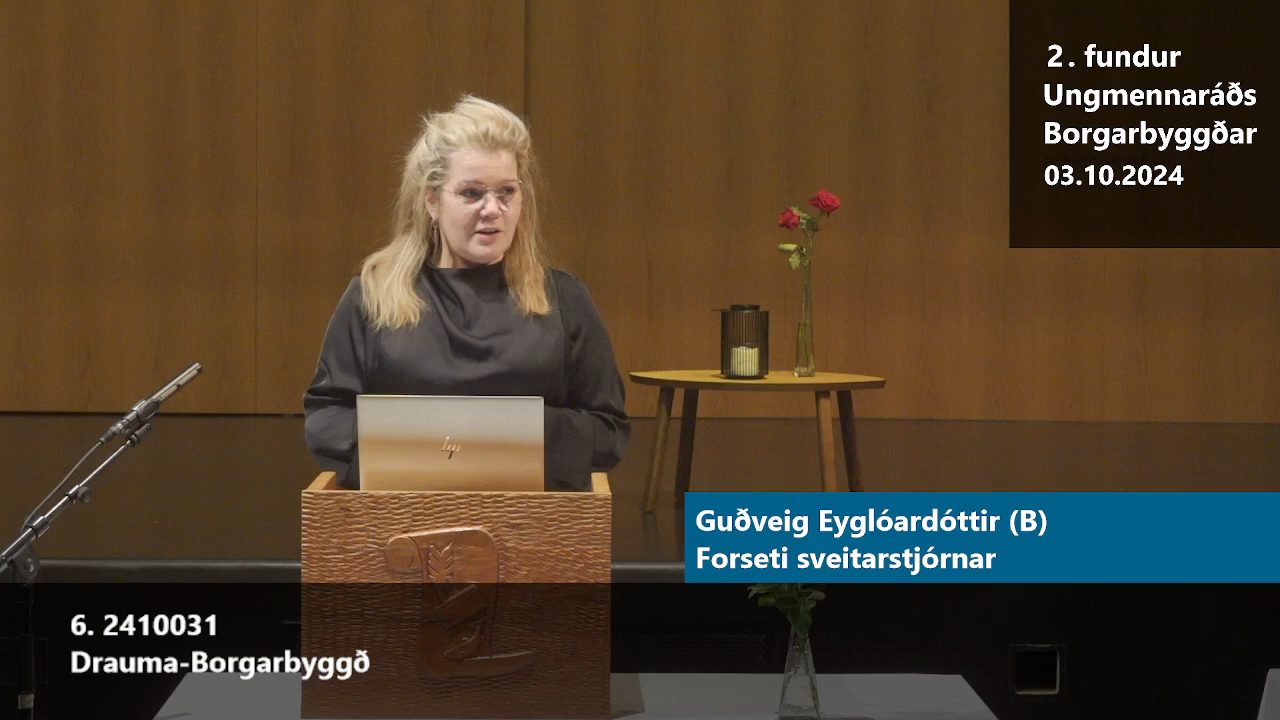 2. fundur
Ungmennaráðs
Borgarbyggðar
03.10.2024
hp
Guðveig Eyglóardóttir (B)
Forseti sveitarstjórnar
6. 2410031
Drauma-Borgarbyggð